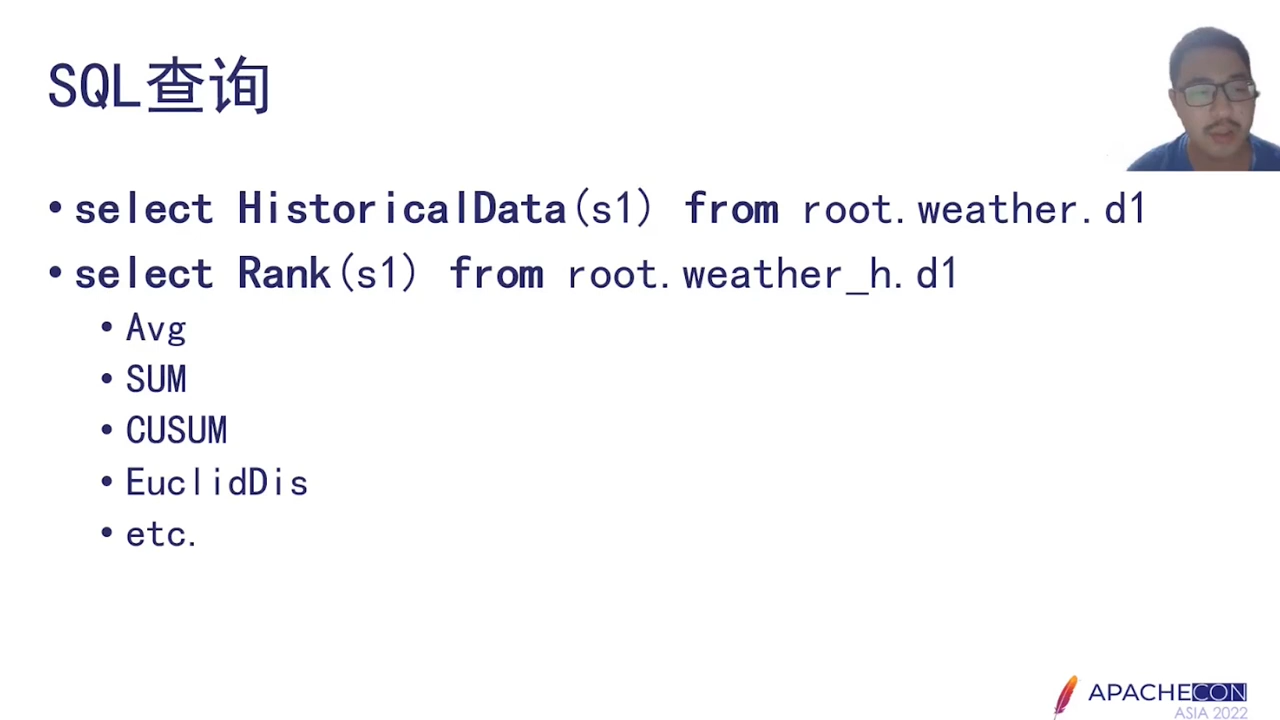 SQL查询
• select HistoricalData(s1) from root.weather.d1
• select Rank(s1) from root.weather_h.d1
• Avg
• SUM
• CUSUM
• EuclidDis
• etc.
APACHECON
ASIA 2022